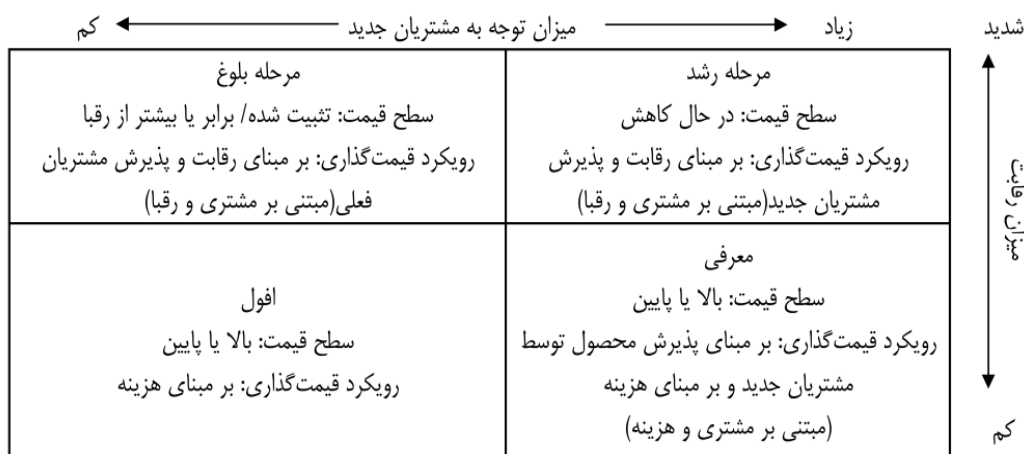 شدید
زیاد
میزان توجه به مشتریان جدید
کم
مرحله رشد
سطح قیمت: در حال کاهش
رویکرد قیمت‌گذاری: بر مبنای رقابت و پذیرش
مشتریان جدید(مبتنی بر مشتری و رقبا)
مرحله بلوغ
سطح قیمت: تثبیت شده/ برابر یا بیشتر از رقبا
رویکرد قیمت‌گذاری: بر مبنای رقابت و پذیرش مشتریان
فعلی(مبتنی بر مشتری و رقبا)
میزان رقابت
معرفی
سطح قیمت: بالا یا پایین
رویکرد قیمت‌گذاری: بر مبنای پذیرش محصول توسط
مشتریان جدید و بر مبنای هزینه
(مبتنی بر مشتری و هزینه)
افول
سطح قیمت: بالا یا پایین
رویکرد قیمت‌گذاری: بر مبنای هزینه
کم